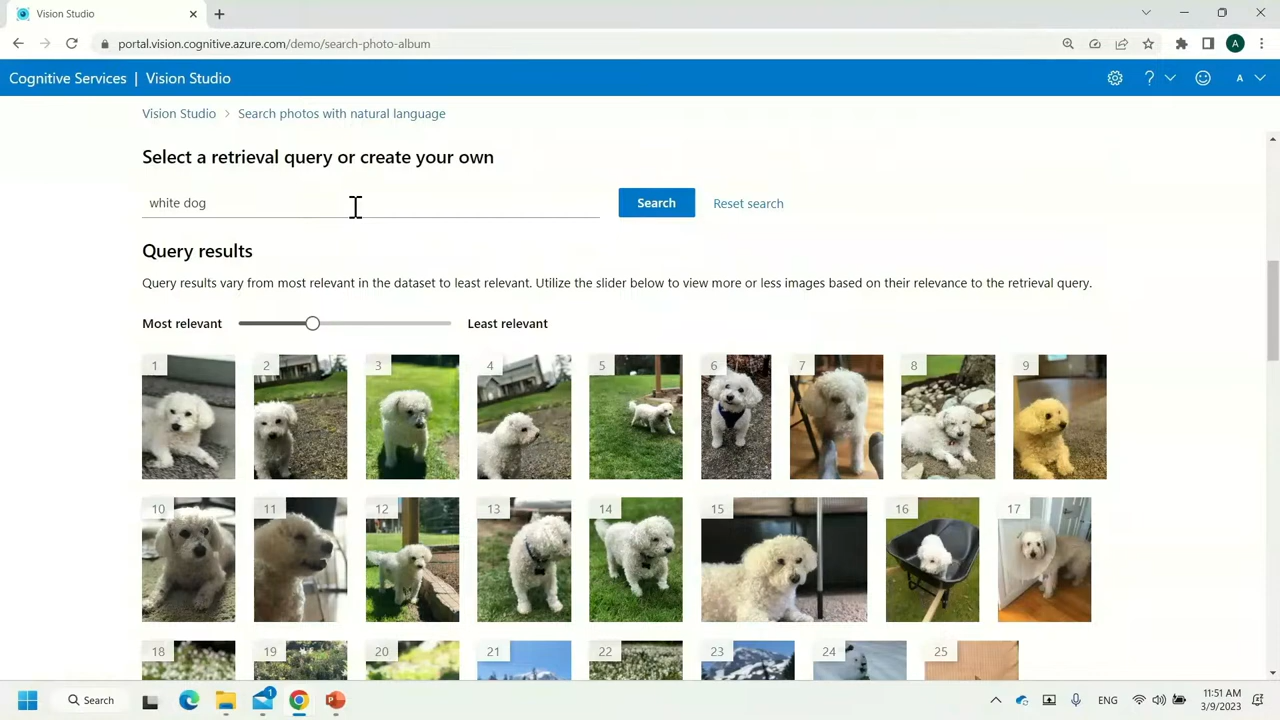 Vision Studio
portal.vision.cognitive.azure.com/demo/search-photo-album
A
Cognitive Services | Vision Studio
? A
Vision Studio > Search photos with natural language
Select a retrieval query or create your own
white dog
Search
Reset search
Query results
Query results vary from most relevant in the dataset to least relevant. Utilize the slider below to view more or less images based on their relevance to the retrieval query.
Most relevant
Least relevant
1 2 3 4 5 6 7 8 9
10 11 12 13 14 15 16 17
18 19 20 21 22 23 24 25
Search
1
ENG
11:51 AM
3/9/2023